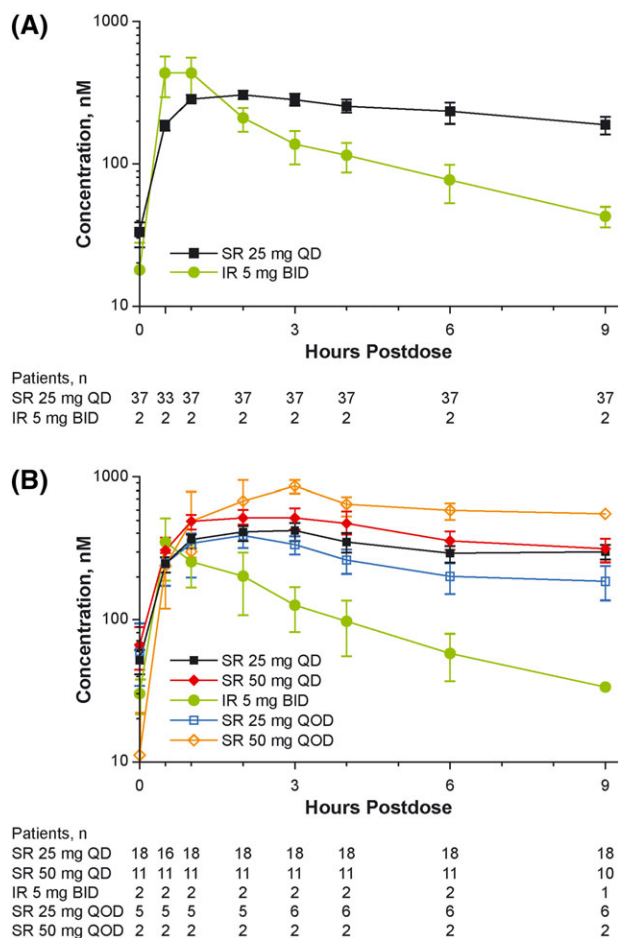 (A)
1000
100
10
Concentration, nM
SR 25 mg QD
IR 5 mg BID
0 3 6 9
Hours Postdose
Patients, n
SR 25 mg QD 37 33 37 37 37 37 37 37
IR 5 mg BID 2 2 2 2 2 2 2 2
(B)
1000
100
10
Concentration, nM
SR 25 mg QD
SR 50 mg QD
IR 5 mg BID
SR 25 mg QOD
SR 50 mg QOD
0 3 6 9
Hours Postdose
Patients, n
SR 25 mg QD 18 16 18 18 18 18 18 18
SR 50 mg QD 11 11 11 11 11 11 11 10
IR 5 mg BID 2 2 2 2 2 2 2 1
SR 25 mg QOD 5 5 5 5 6 6 6 6
SR 50 mg QOD 2 2 2 2 2 2 2 2